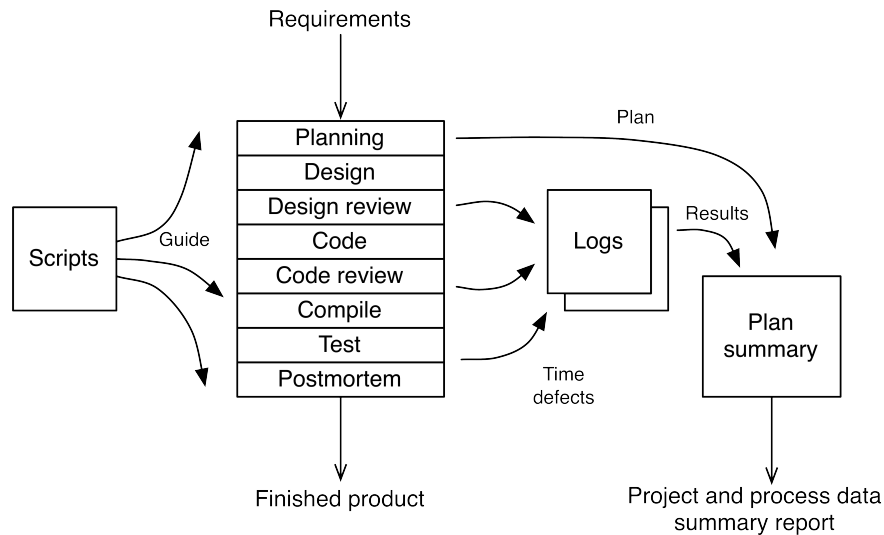 Requirements
Planning
Design
Design review
Code
Code review
Compile
Test
Postmortem
Finished product
Scripts
Guide
Plan
Logs
Results
Time
defects
Plan
summary
Project and process data
summary report